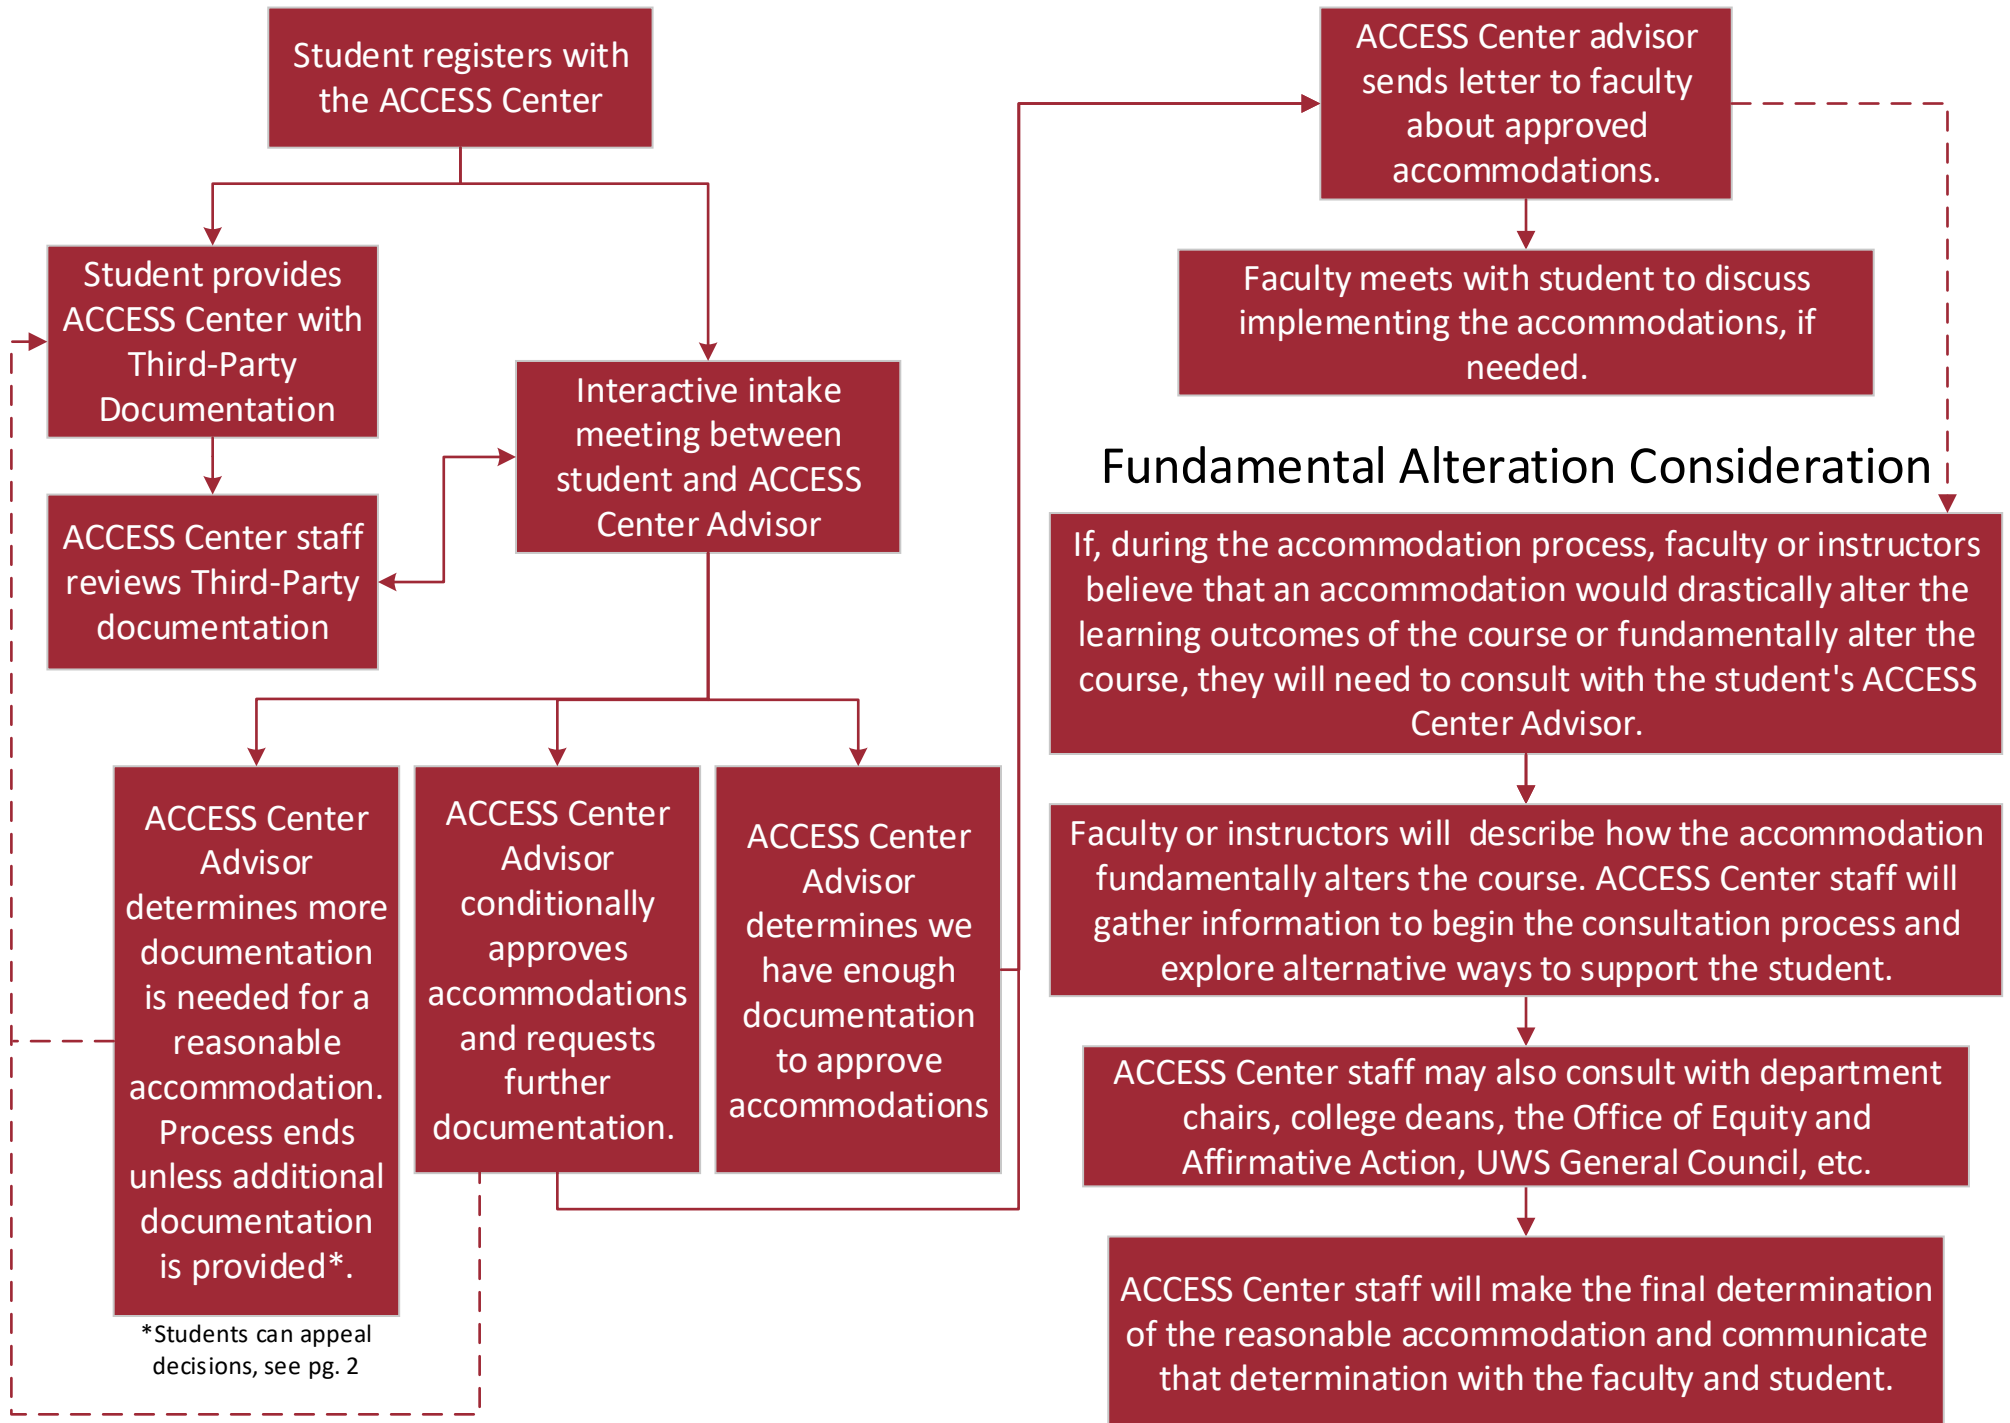 Student registers with
the ACCESS Center
Student provides
ACCESS Center with
Third-Party
Documentation
ACCESS Center staff
reviews Third-Party
documentation
Interactive intake
meeting between
student and ACCESS
Center Advisor
ACCESS Center
Advisor
determines more
documentation
is needed for a
reasonable
accommodation.
Process ends
unless additional
documentation
is provided*.
*Students can appeal
decisions, see pg. 2
ACCESS Center
Advisor
conditionally
approves
accommodations
and requests
further
documentation.
ACCESS Center
Advisor
determines we
have enough
documentation
to approve
accommodations
ACCESS Center advisor
sends letter to faculty
about approved
accommodations.
Faculty meets with student to discuss
implementing the accommodations, if
needed.
Fundamental Alteration Consideration
If, during the accommodation process, faculty or instructors
believe that an accommodation would drastically alter the
learning outcomes of the course or fundamentally alter the
course, they will need to consult with the student's ACCESS
Center Advisor.
Faculty or instructors will  describe how the accommodation
fundamentally alters the course. ACCESS Center staff will
gather information to begin the consultation process and
explore alternative ways to support the student.
ACCESS Center staff may also consult with department
chairs, college deans, the Office of Equity and
Affirmative Action, UWS General Council, etc.
ACCESS Center staff will make the final determination
of the reasonable accommodation and communicate
that determination with the faculty and student.